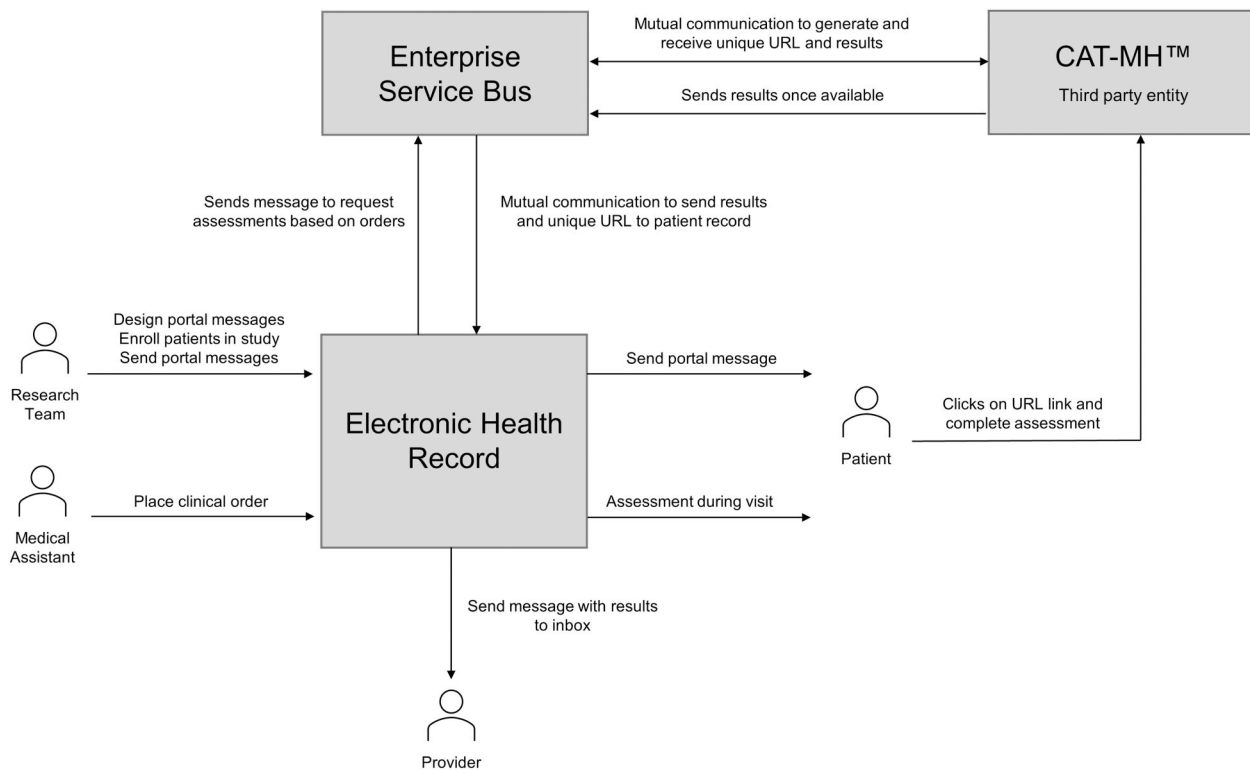 Mutual communication to generate and
receive unique URL and results
Enterprise
Service Bus
CAT-MH™
Third party entity
Sends results once available
Sends message to request
assessments based on orders
Mutual communication to send results
and unique URL to patient record
Design portal messages
Enroll patients in study
Send portal messages
Research
Team
Send portal message
Electronic Health
Record
Clicks on URL link and
complete assessment
Patient
Place clinical order
Medical
Assistant
Assessment during visit
Send message with results
to inbox
Provider